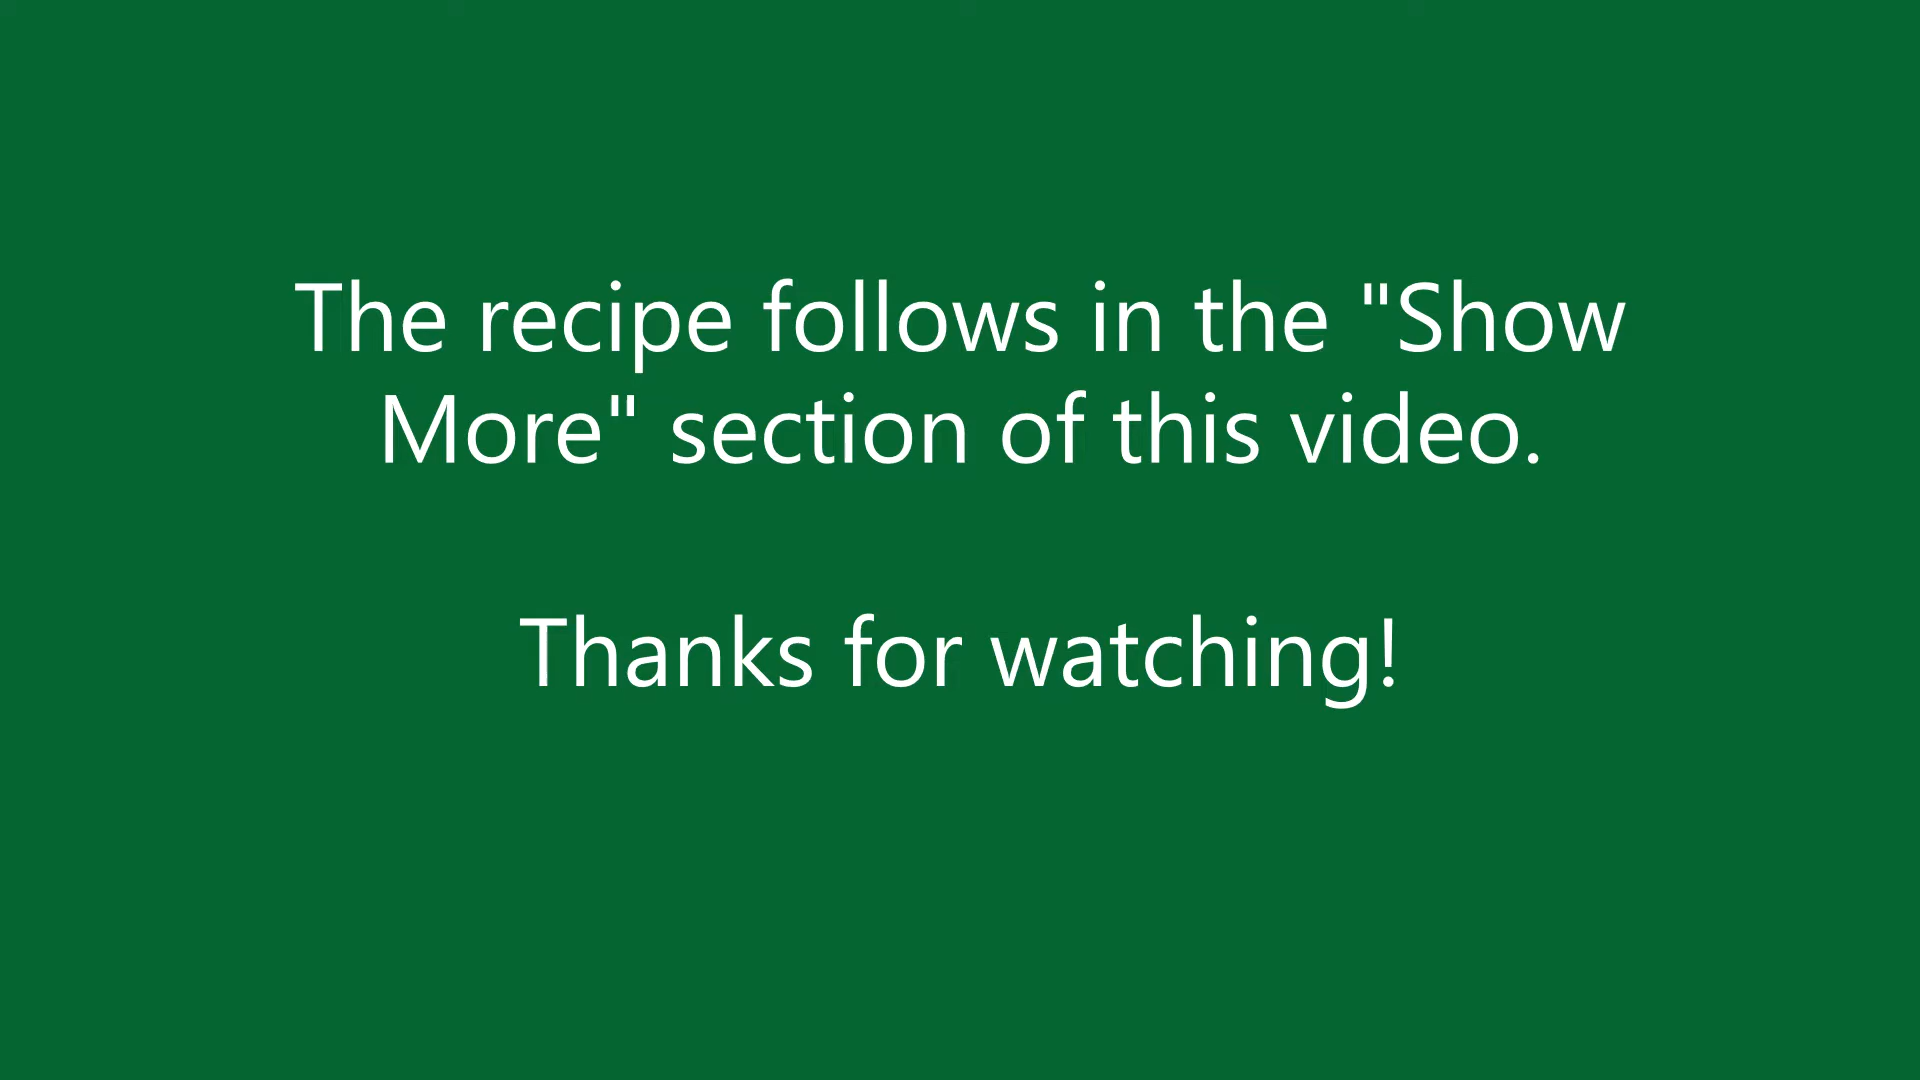 The recipe follows in the "Show
More" section of this video.
Thanks for watching!